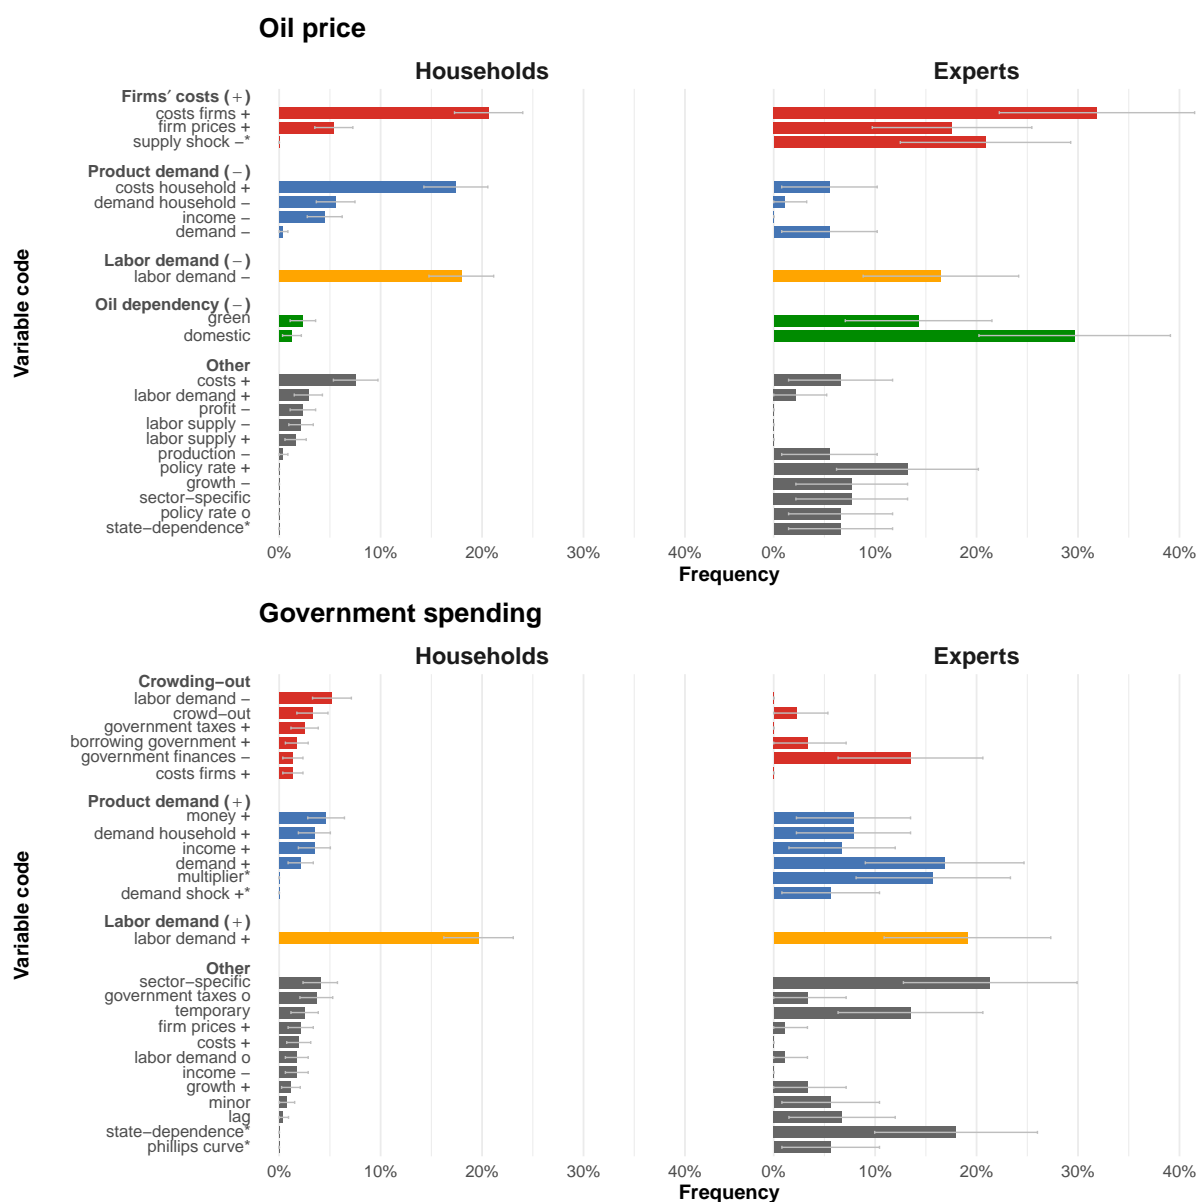 Oil price
Households
Experts
Variable code
Firms′ costs (+)
costs firms +
firm prices +
supply shock −*
Product demand (−)
costs household +
demand household −
income −
demand −
Labor demand (−)
labor demand −
Oil dependency (−)
green
domestic
Other
costs +
labor demand +
profit −
labor supply −
labor supply +
production −
policy rate +
growth −
sector−specific
policy rate o
state−dependence*
0% 10% 20% 30% 40% 0% 10% 20% 30% 40%
Frequency
Government spending
Households
Experts
Variable code
Crowding−out
labor demand −
crowd−out
government taxes +
borrowing government +
government finances −
costs firms +
Product demand (+)
money +
demand household +
income +
demand +
multiplier*
demand shock +*
Labor demand (+)
labor demand +
Other
sector−specific
government taxes o
temporary
firm prices +
costs +
labor demand o
income −
growth +
minor
lag
state−dependence*
phillips curve*
0% 10% 20% 30% 40% 0% 10% 20% 30% 40%
Frequency